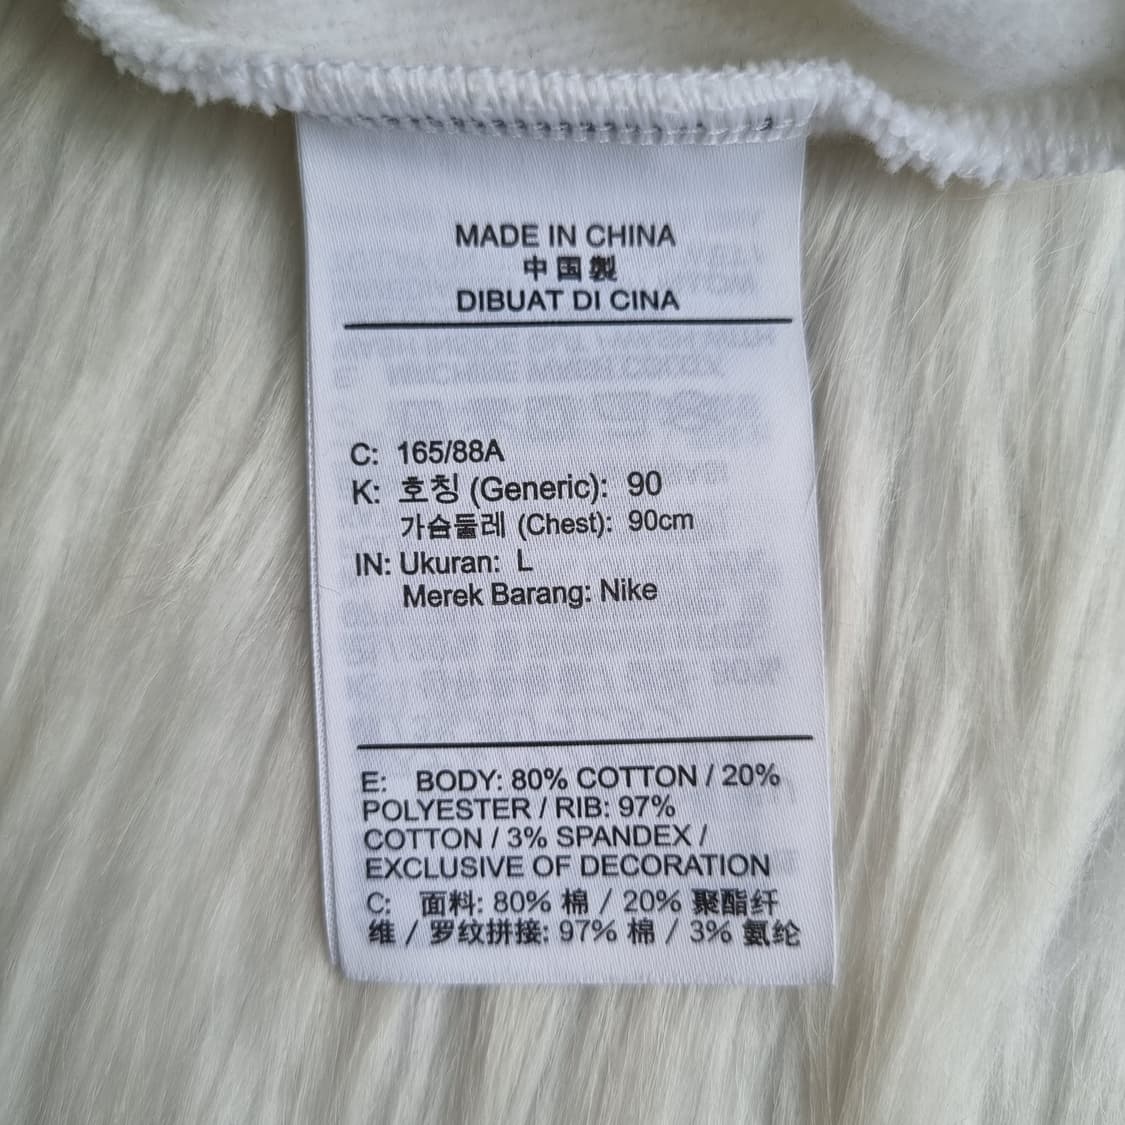 MADE IN CHINA
中国製
DIBUAT DI CINA
C: 165/88A
K: 호칭 (Generic): 90
가슴둘레 (Chest): 90cm
IN: Ukuran: L
Merek Barang: Nike
E: BODY: 80% COTTON / 20%
POLYESTER / RIB: 97%
COTTON / 3% SPANDEX /
EXCLUSIVE OF DECORATION
C: 面料: 80% 棉 / 20% 聚酯纤
维 / 罗纹拼接: 97% 棉 / 3% 氨纶